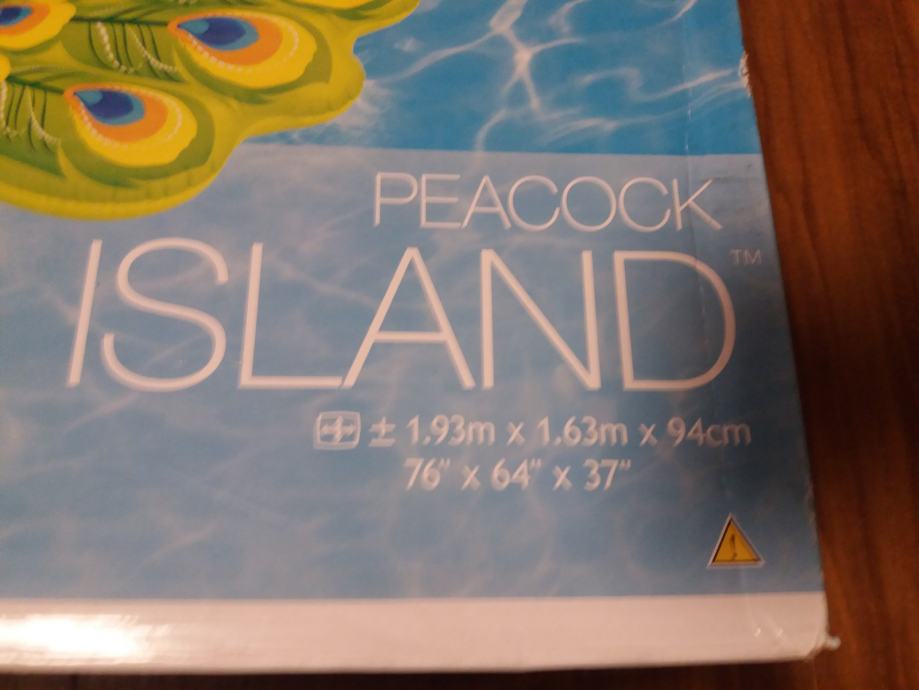 PEACOCK
ISLAND™
± 1.93m x 1.63m x 94cm
76" x 64" x 37"